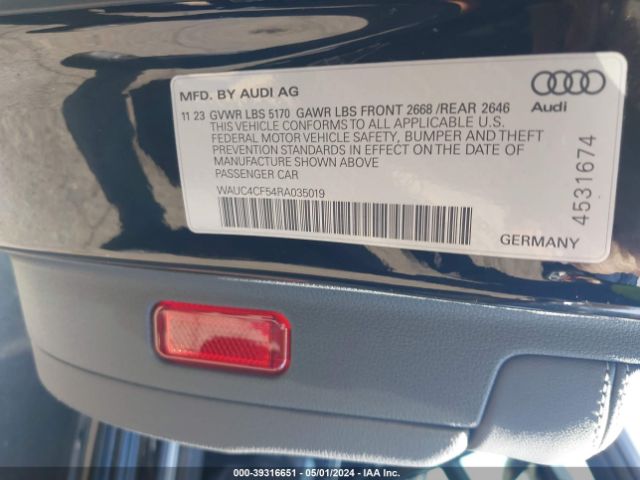 MFD. BY AUDI AG
11 23 GVWR LBS 5170 GAWR LBS FRONT 2668 /REAR 2646
THIS VEHICLE CONFORMS TO ALL APPLICABLE U.S.
FEDERAL MOTOR VEHICLE SAFETY, BUMPER AND THEFT
PREVENTION STANDARDS IN EFFECT ON THE DATE OF
MANUFACTURE SHOWN ABOVE
PASSENGER CAR
WAUC4CF54RA035019
Audi
4531674
GERMANY
000-39316651 - 05/01/2024 - IAA Inc.